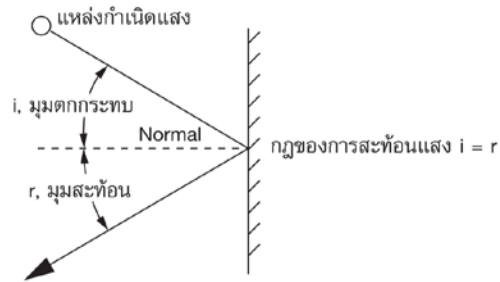 แหล่งกำเนิดแสง
i, มุมตกกระทบ
Normal
กฎของการสะท้อนแสง i = r
r, มุมสะท้อน